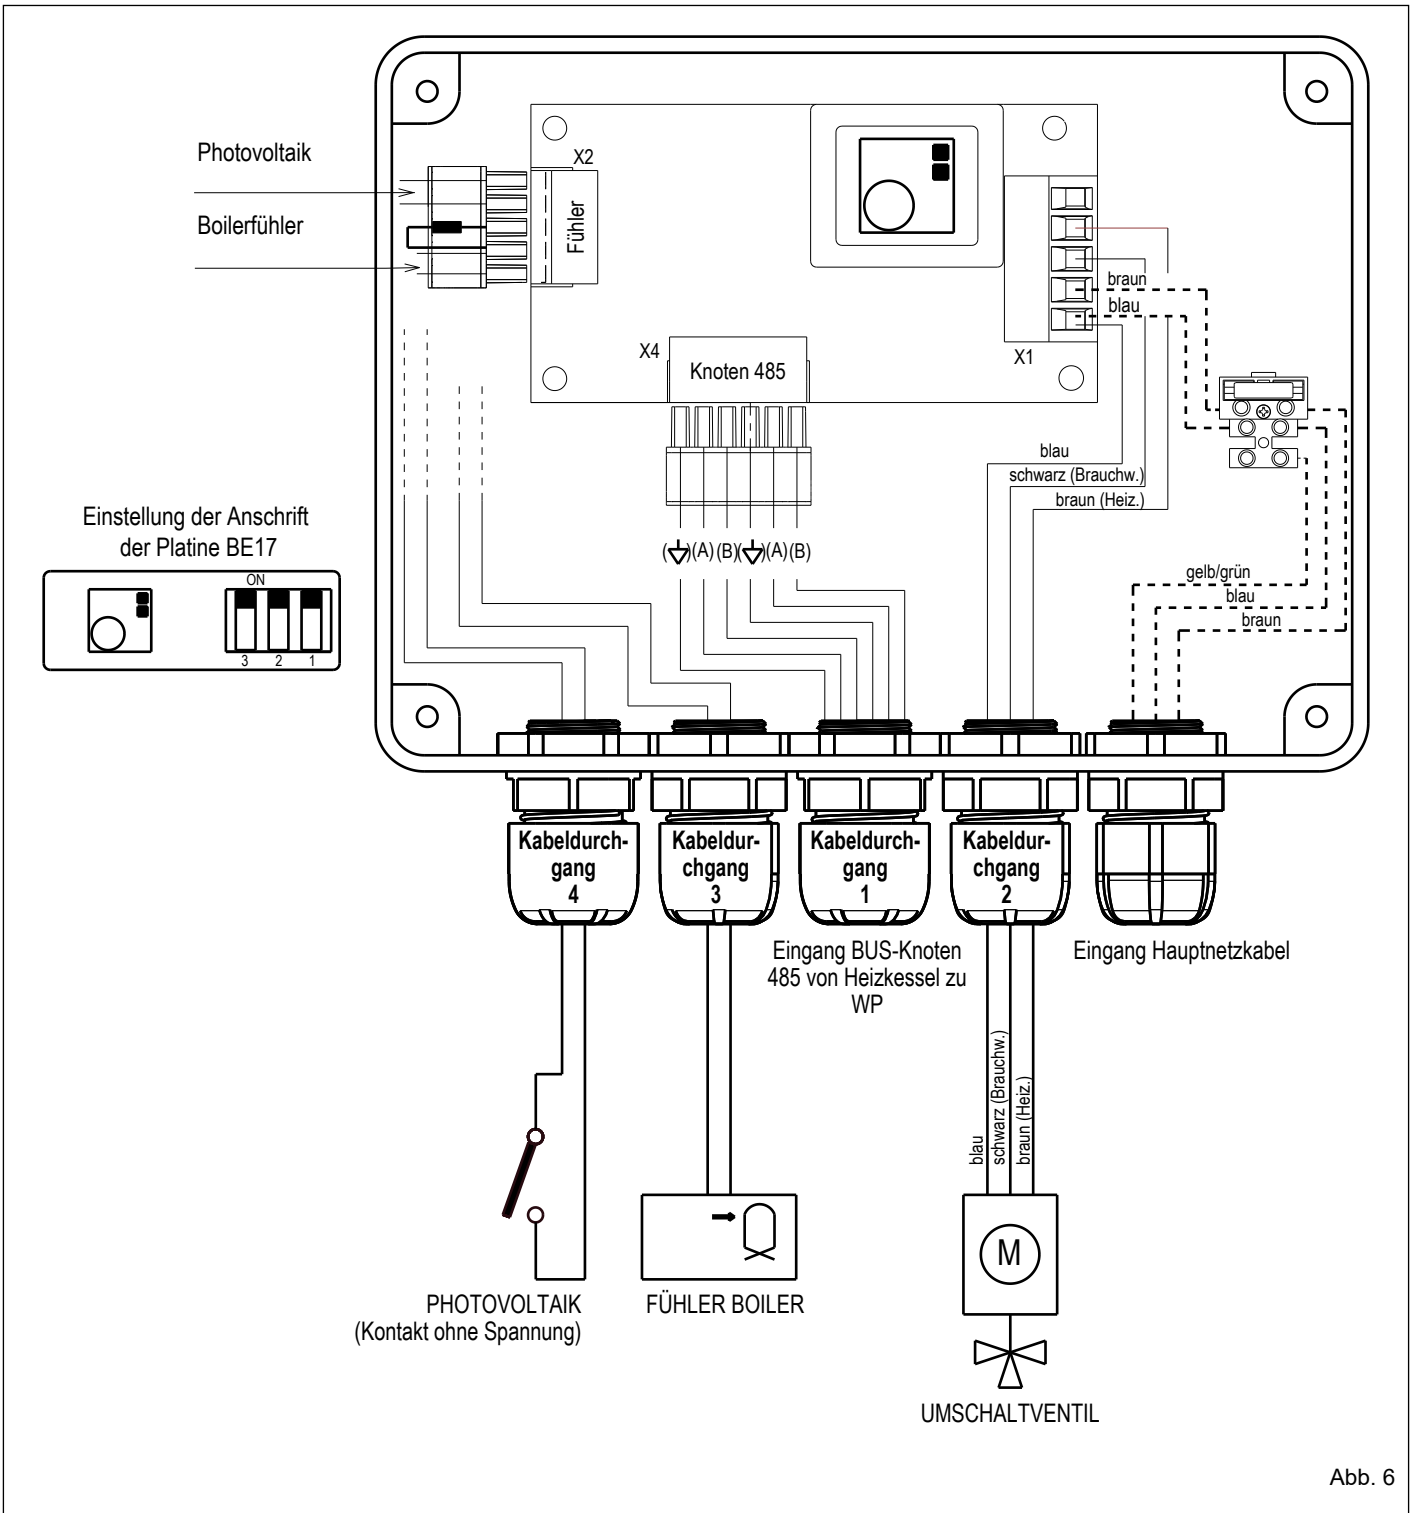 Photovoltaik
Boilerfühler
X2
Fühler
X4
Knoten 485
X1
braun
blau
blau
schwarz (Brauchw.)
braun (Heiz.)
( )(A)(B)( )(A)(B)
gelb/grün
blau
braun
Einstellung der Anschrift
der Platine BE17
ON
3 2 1
Kabeldurch-
gang
4
Kabeldur-
chgang
3
Kabeldurch-
gang
1
Kabeldur-
chgang
2
Eingang BUS-Knoten
485 von Heizkessel zu
WP
Eingang Hauptnetzkabel
blau
schwarz (Brauchw.)
braun (Heiz.)
M
PHOTOVOLTAIK
(Kontakt ohne Spannung)
FÜHLER BOILER
UMSCHALTVENTIL
Abb. 6